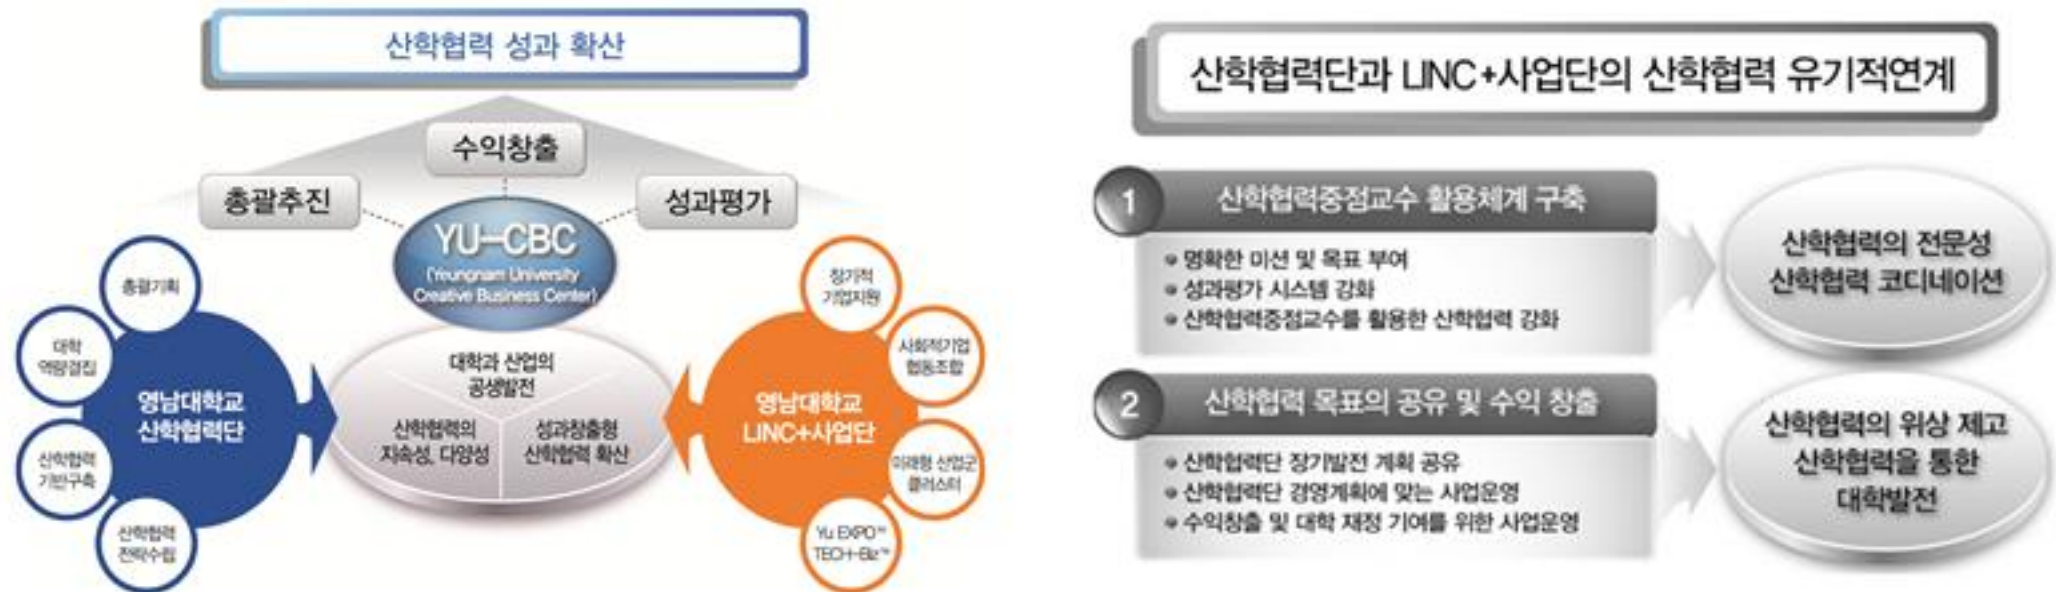 산학협력 성과 확산
수익창출
총괄추진
성과평가
YU-CBC
(Yeungnam University
Creative Business Center)
총괄기획
대학
역량결집
산학협력
기반구축
산학협력
전략수립
영남대학교
산학협력단
대학과 산업의
공생발전
산학협력의
지속성, 다양성
성과창출형
산학협력 확산
영남대학교
LINC+사업단
장기적
기업지원
사회적기업
협동조합
미래형 산업군
클러스터
Yu EXPO™
TECH-Biz™
산학협력단과 LINC+사업단의 산학협력 유기적연계
1
산학협력중점교수 활용체계 구축
명확한 미션 및 목표 부여
성과평가 시스템 강화
산학협력중점교수를 활용한 산학협력 강화
산학협력의 전문성
산학협력 코디네이션
2
산학협력 목표의 공유 및 수익 창출
산학협력단 장기발전 계획 공유
산학협력단 경영계획에 맞는 사업운영
수익창출 및 대학 재정 기여를 위한 사업운영
산학협력의 위상 제고
산학협력을 통한
대학발전